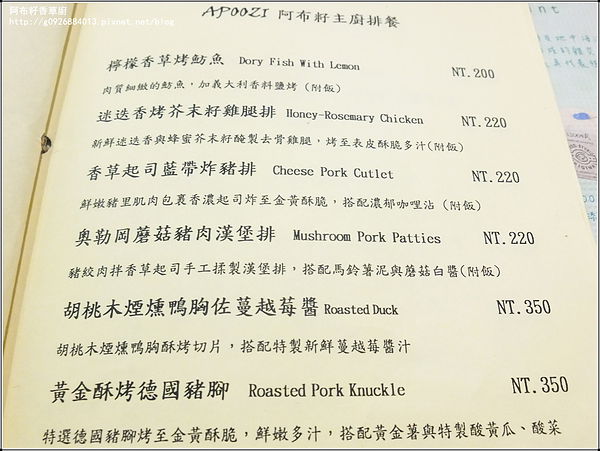 阿布籽香草廚
http://g0926884013.pixnet.net/blog
APOOZI 阿布籽主廚排餐
檸檬香草烤魴魚 Dory Fish With Lemon NT.200
肉質細緻的魴魚，加義大利香料鹽烤 (附飯)
迷迭香烤芥末籽雞腿排 Honey-Rosemary Chicken NT.220
新鮮迷迭香與蜂蜜芥末籽醃製去骨雞腿，烤至表皮酥脆多汁(附飯)
香草起司藍帶炸豬排 Cheese Pork Cutlet NT.220
鮮嫩豬里肌肉包裹香濃起司炸至金黃酥脆，搭配濃郁咖哩沾 (附飯)
奧勒岡蘑菇豬肉漢堡排 Mushroom Pork Patties NT.220
豬絞肉拌香草起司手工揉製漢堡排，搭配馬鈴薯泥與蘑菇白醬(附飯)
胡桃木煙燻鴨胸佐蔓越莓醬 Roasted Duck NT.350
胡桃木煙燻鴨胸酥烤切片，搭配特製新鮮蔓越莓醬汁
黃金酥烤德國豬腳 Roasted Pork Knuckle NT.350
特選德國豬腳烤至金黃酥脆，鮮嫩多汁，搭配黃金薯與特製酸黃瓜、酸菜